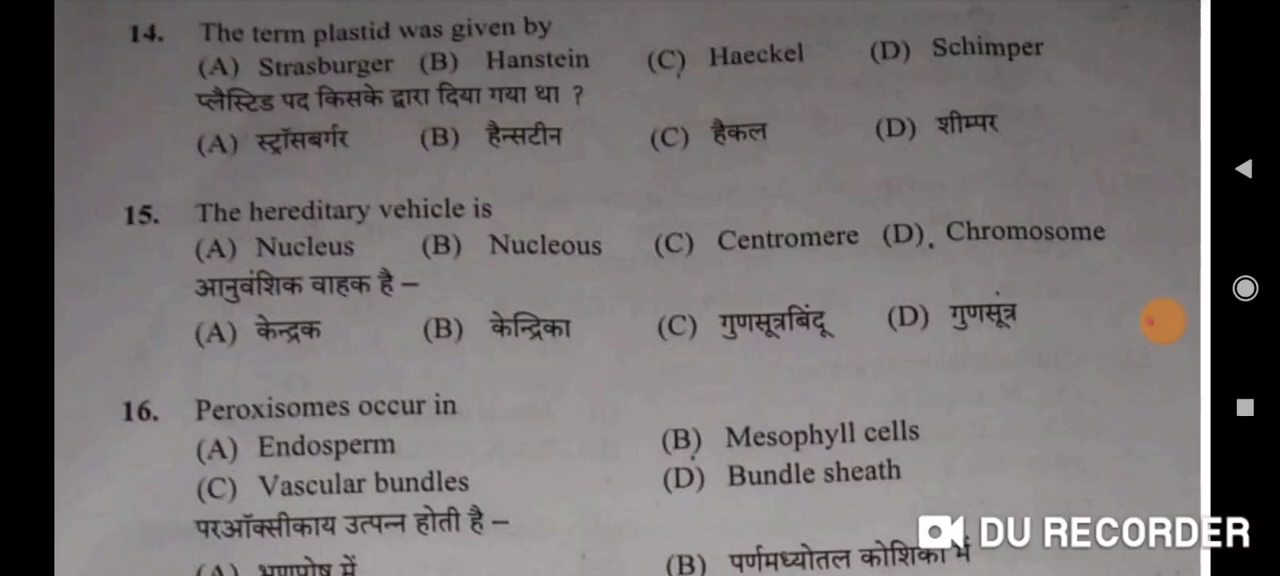 14. The term plastid was given by
(A) Strasburger (B) Hanstein (C) Haeckel (D) Schimper
प्लैस्टिड पद किसके द्वारा दिया गया था ?
(A) स्ट्रॉसबर्गर (B) हैन्सटीन (C) हैकल (D) शीम्पर
15. The hereditary vehicle is
(A) Nucleus (B) Nucleous (C) Centromere (D). Chromosome
आनुवंशिक वाहक है –
(A) केन्द्रक (B) केन्द्रिका (C) गुणसूत्रबिंदू (D) गुणसूंत्र
16. Peroxisomes occur in
(A) Endosperm (B) Mesophyll cells
(C) Vascular bundles (D) Bundle sheath
परऑक्सीकाय उत्पन्न होती है –
(A) भ्रूणपोष में (B) पर्णमध्योतल कोशिका में
DU RECORDER